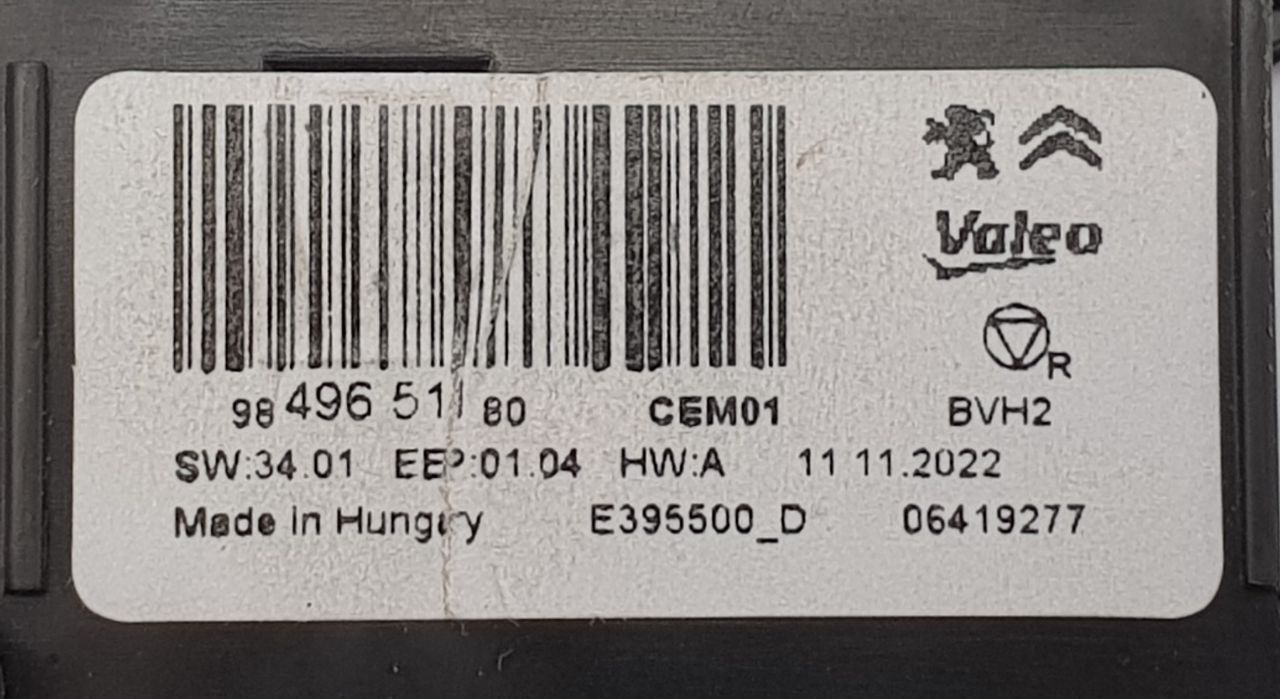 Valeo
R
98 496 51 80 CEM01 BVH2
SW:34.01 EEP:01.04 HW:A 11 11.2022
Made in Hungry E395500_D 06419277